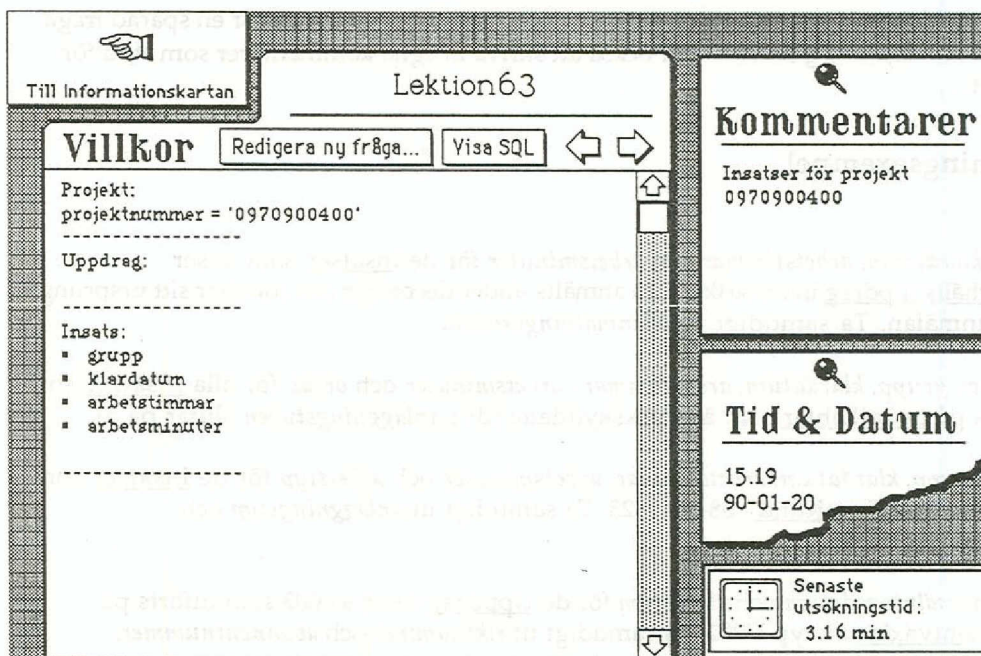 Till Informationskartan
Lektion63
Villkor
Redigera ny fråga...
Visa SQL
Projekt:
projektnummer = '0970900400'
--------------------
Uppdrag:
--------------------
Insats:
▪ grupp
▪ klardatum
▪ arbetstimmar
▪ arbetsminuter
--------------------
Kommentarer
Insatser för projekt
0970900400
Tid & Datum
15.19
90-01-20
Senaste
utsökningstid:
3.16 min